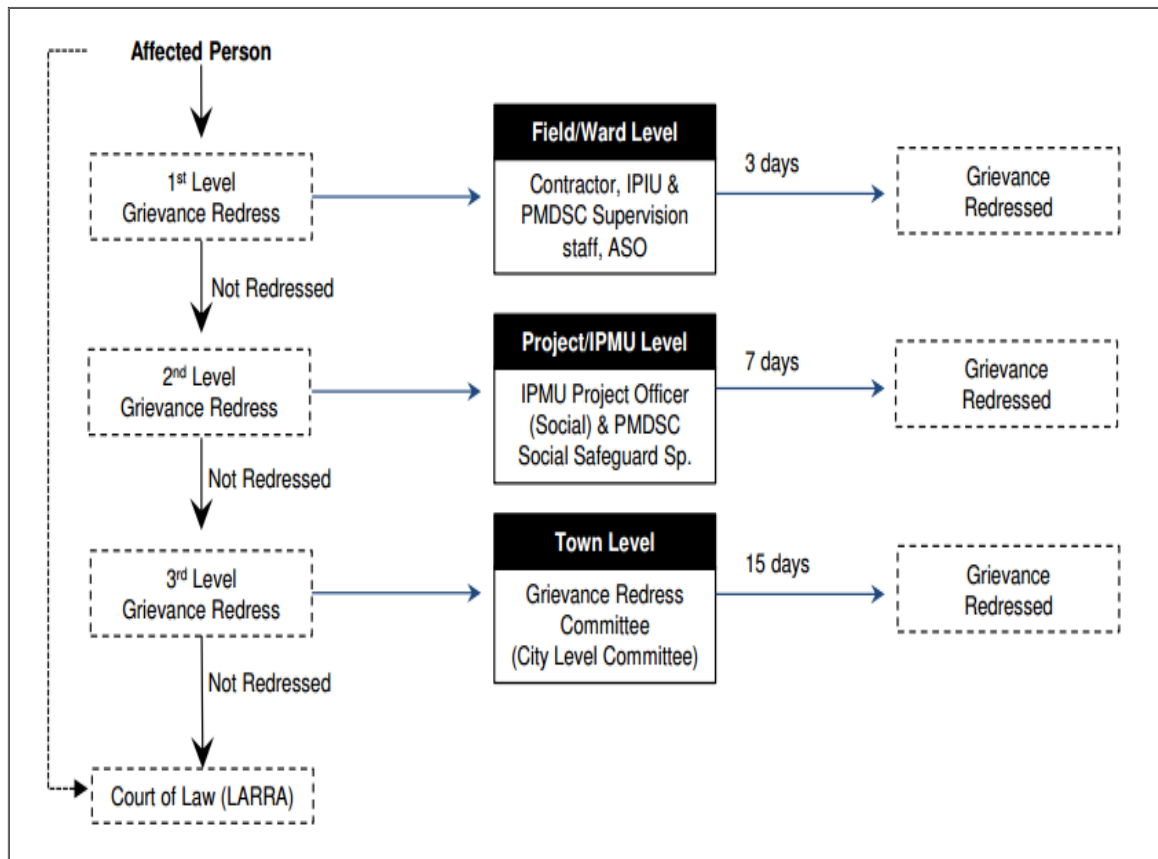 Affected Person
1st Level
Grievance Redress
Field/Ward Level
Contractor, IPIU &
PMDSC Supervision
staff, ASO
3 days
Grievance
Redressed
Not Redressed
2nd Level
Grievance Redress
Project/IPMU Level
IPMU Project Officer
(Social) & PMDSC
Social Safeguard Sp.
7 days
Grievance
Redressed
Not Redressed
3rd Level
Grievance Redress
Town Level
Grievance Redress
Committee
(City Level Committee)
15 days
Grievance
Redressed
Not Redressed
Court of Law (LARRA)